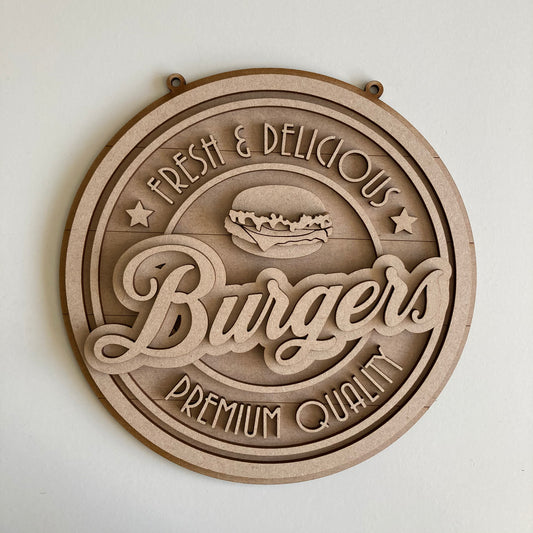 FRESH & DELICIOUS
Burgers
PREMIUM QUALITY